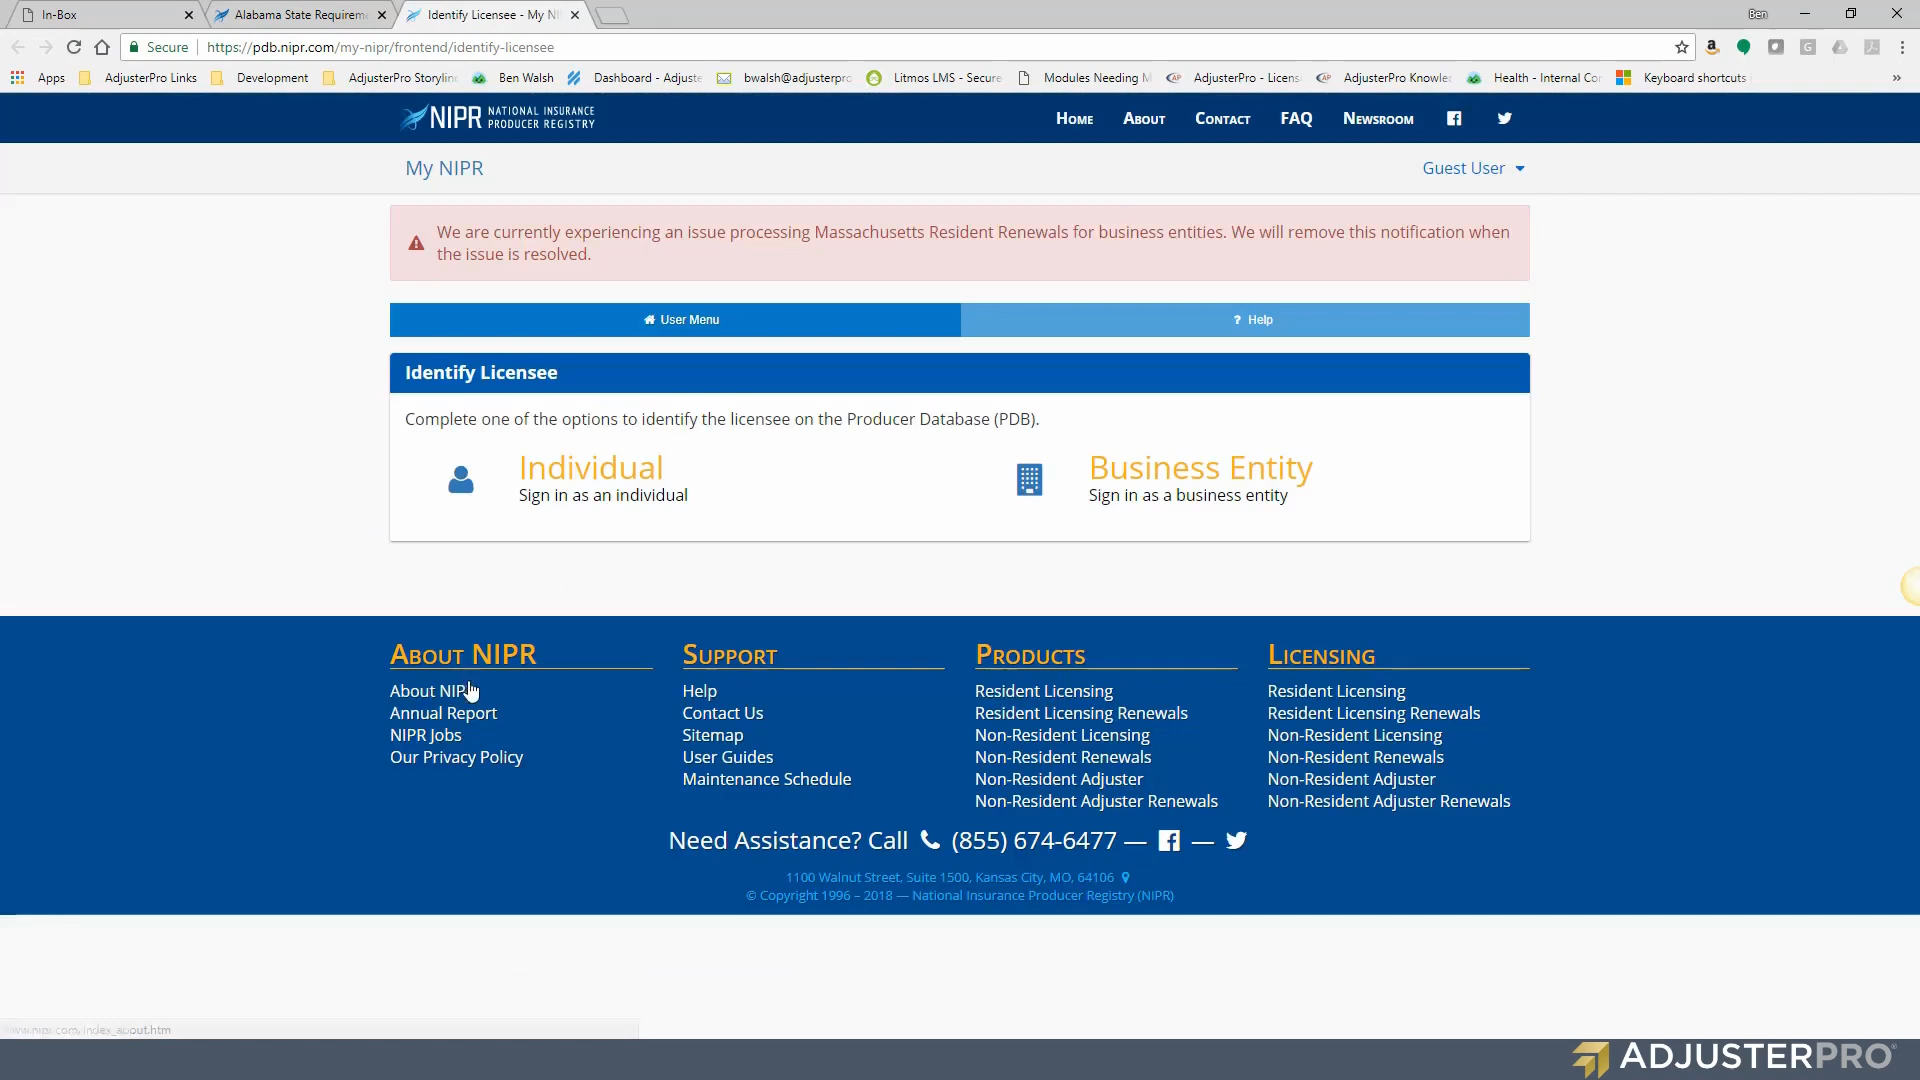 In-Box
Alabama State Requirem
Identify Licensee - My NI
Ben
Secure
https://pdb.nipr.com/my-nipr/frontend/identify-licensee
Apps
AdjusterPro Links
Development
AdjusterPro Storylin
Ben Walsh
Dashboard - Adjuste
bwalsh@adjusterpro
Litmos LMS - Secure
Modules Needing M
AdjusterPro - Licens
AdjusterPro Knowlec
Health - Internal Cor
Keyboard shortcuts
»
NIPR NATIONAL INSURANCE
PRODUCER REGISTRY
HOME
ABOUT
CONTACT
FAQ
NEWSROOM
My NIPR
Guest User
We are currently experiencing an issue processing Massachusetts Resident Renewals for business entities. We will remove this notification when
the issue is resolved.
User Menu
? Help
Identify Licensee
Complete one of the options to identify the licensee on the Producer Database (PDB).
Individual
Sign in as an individual
Business Entity
Sign in as a business entity
ABOUT NIPR
About NIP
Annual Report
NIPR Jobs
Our Privacy Policy
SUPPORT
Help
Contact Us
Sitemap
User Guides
Maintenance Schedule
PRODUCTS
Resident Licensing
Resident Licensing Renewals
Non-Resident Licensing
Non-Resident Renewals
Non-Resident Adjuster
Non-Resident Adjuster Renewals
LICENSING
Resident Licensing
Resident Licensing Renewals
Non-Resident Licensing
Non-Resident Renewals
Non-Resident Adjuster
Non-Resident Adjuster Renewals
Need Assistance? Call (855) 674-6477 — —
1100 Walnut Street, Suite 1500, Kansas City, MO, 64106
© Copyright 1996 – 2018 — National Insurance Producer Registry (NIPR)
ADJUSTERPRO®